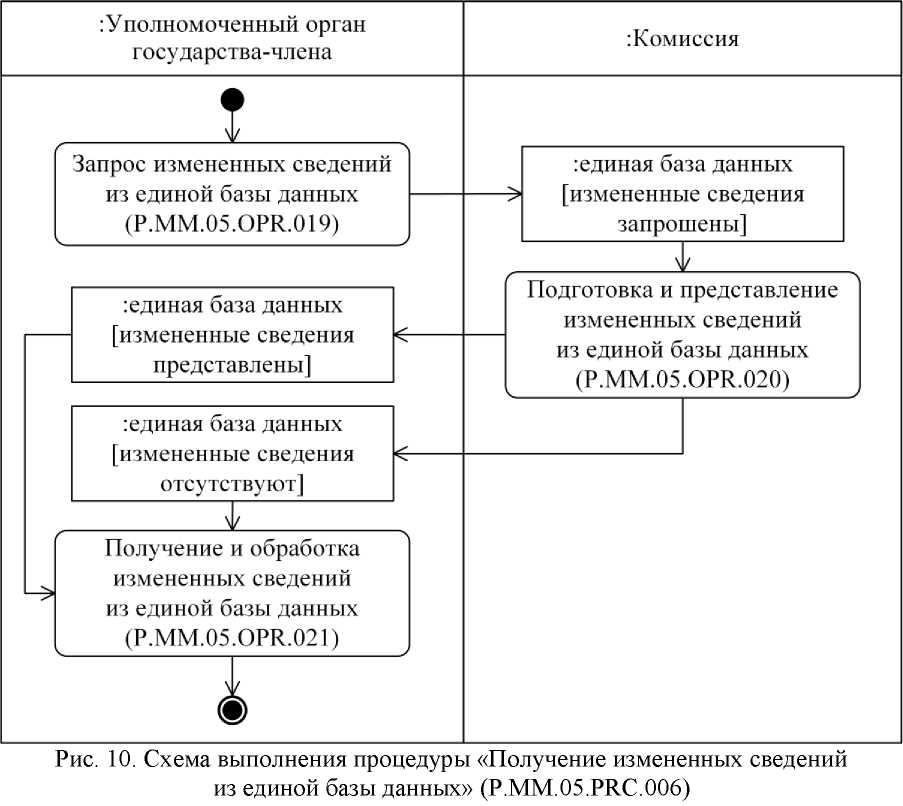 :Уполномоченный орган
государства-члена
:Комиссия
Запрос измененных сведений
из единой базы данных
(P.MM.05.OPR.019)
:единая база данных
[измененные сведения
запрошены]
:единая база данных
[измененные сведения
представлены]
Подготовка и представление
измененных сведений
из единой базы данных
(P.MM.05.OPR.020)
:единая база данных
[измененные сведения
отсутствуют]
Получение и обработка
измененных сведений
из единой базы данных
(P.MM.05.OPR.021)
Рис. 10. Схема выполнения процедуры «Получение измененных сведений
из единой базы данных» (P.MM.05.PRC.006)